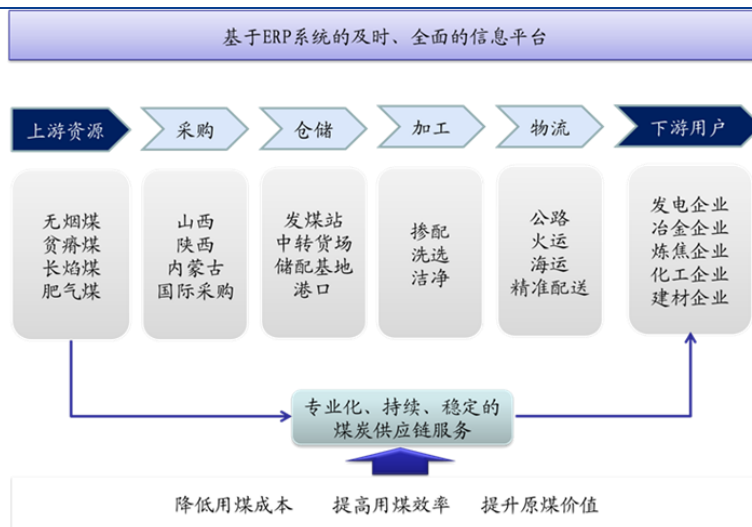 基于ERP系统的及时、全面的信息平台
上游资源
采购
仓储
加工
物流
下游用户
无烟煤
贫瘠煤
长焰煤
肥气煤
山西
陕西
内蒙古
国际采购
发煤站
中转货场
储配基地
港口
掺配
洗选
洁净
公路
火运
海运
精准配送
发电企业
冶金企业
炼焦企业
化工企业
建材企业
专业化、持续、稳定的
煤炭供应链服务
降低用煤成本 提高用煤效率 提升原煤价值